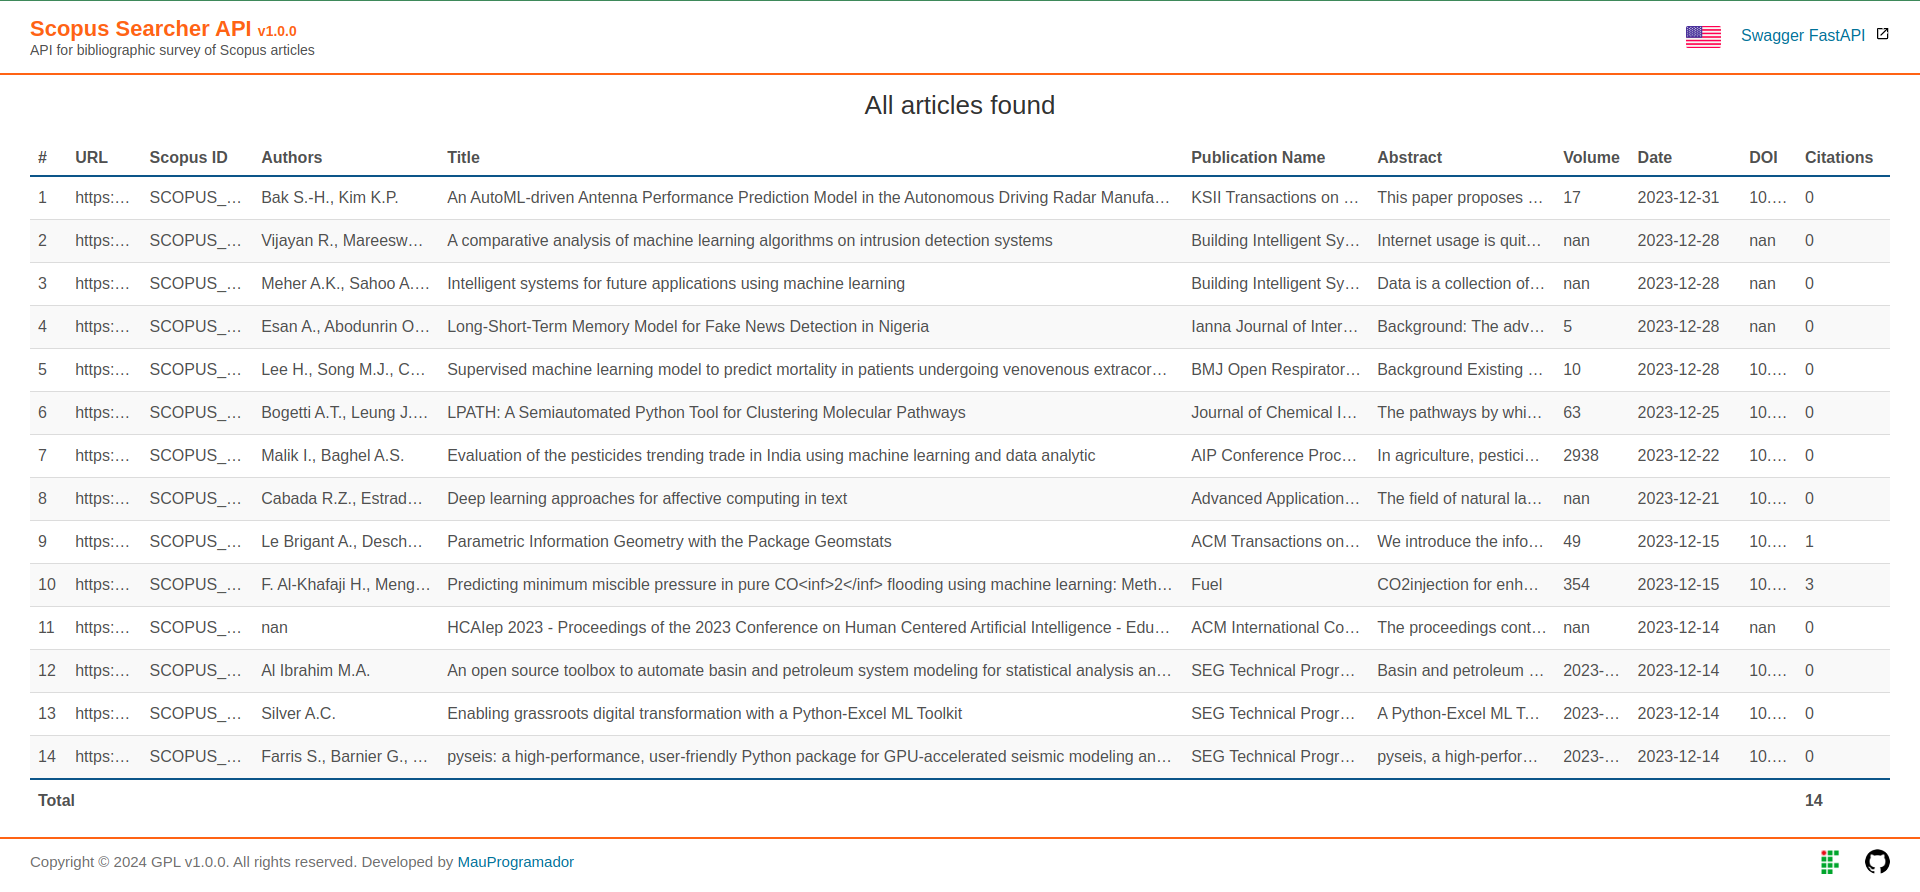 Scopus Searcher API v1.0.0
API for bibliographic survey of Scopus articles
Swagger FastAPI
All articles found
# URL Scopus ID Authors Title Publication Name Abstract Volume Date DOI Citations
1 https:... SCOPUS_... Bak S.-H., Kim K.P. An AutoML-driven Antenna Performance Prediction Model in the Autonomous Driving Radar Manufa... KSII Transactions on ... This paper proposes ... 17 2023-12-31 10.... 0
2 https:... SCOPUS_... Vijayan R., Mareesw... A comparative analysis of machine learning algorithms on intrusion detection systems Building Intelligent Sy... Internet usage is quit... nan 2023-12-28 nan 0
3 https:... SCOPUS_... Meher A.K., Sahoo A.... Intelligent systems for future applications using machine learning Building Intelligent Sy... Data is a collection of... nan 2023-12-28 nan 0
4 https:... SCOPUS_... Esan A., Abodunrin O... Long-Short-Term Memory Model for Fake News Detection in Nigeria Ianna Journal of Inter... Background: The adv... 5 2023-12-28 nan 0
5 https:... SCOPUS_... Lee H., Song M.J., C... Supervised machine learning model to predict mortality in patients undergoing venovenous extracor... BMJ Open Respirator... Background Existing ... 10 2023-12-28 10.... 0
6 https:... SCOPUS_... Bogetti A.T., Leung J.... LPATH: A Semiautomated Python Tool for Clustering Molecular Pathways Journal of Chemical I... The pathways by whi... 63 2023-12-25 10.... 0
7 https:... SCOPUS_... Malik I., Baghel A.S. Evaluation of the pesticides trending trade in India using machine learning and data analytic AIP Conference Proc... In agriculture, pestici... 2938 2023-12-22 10.... 0
8 https:... SCOPUS_... Cabada R.Z., Estrad... Deep learning approaches for affective computing in text Advanced Application... The field of natural la... nan 2023-12-21 10.... 0
9 https:... SCOPUS_... Le Brigant A., Desch... Parametric Information Geometry with the Package Geomstats ACM Transactions on... We introduce the info... 49 2023-12-15 10.... 1
10 https:... SCOPUS_... F. Al-Khafaji H., Meng... Predicting minimum miscible pressure in pure CO<inf>2</inf> flooding using machine learning: Meth... Fuel CO2injection for enh... 354 2023-12-15 10.... 3
11 https:... SCOPUS_... nan HCAIep 2023 - Proceedings of the 2023 Conference on Human Centered Artificial Intelligence - Edu... ACM International Co... The proceedings cont... nan 2023-12-14 nan 0
12 https:... SCOPUS_... Al Ibrahim M.A. An open source toolbox to automate basin and petroleum system modeling for statistical analysis an... SEG Technical Progr... Basin and petroleum ... 2023-... 2023-12-14 10.... 0
13 https:... SCOPUS_... Silver A.C. Enabling grassroots digital transformation with a Python-Excel ML Toolkit SEG Technical Progr... A Python-Excel ML T... 2023-... 2023-12-14 10.... 0
14 https:... SCOPUS_... Farris S., Barnier G., ... pyseis: a high-performance, user-friendly Python package for GPU-accelerated seismic modeling an... SEG Technical Progr... pyseis, a high-perfor... 2023-... 2023-12-14 10.... 0
Total 14
Copyright © 2024 GPL v1.0.0. All rights reserved. Developed by MauProgramador